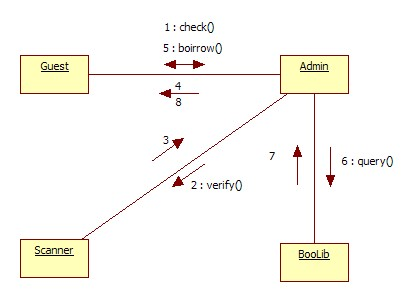 1 : check()
5 : boirrow()
Guest
Admin
4
8
3
7
6 : query()
2 : verify()
Scanner
BooLib